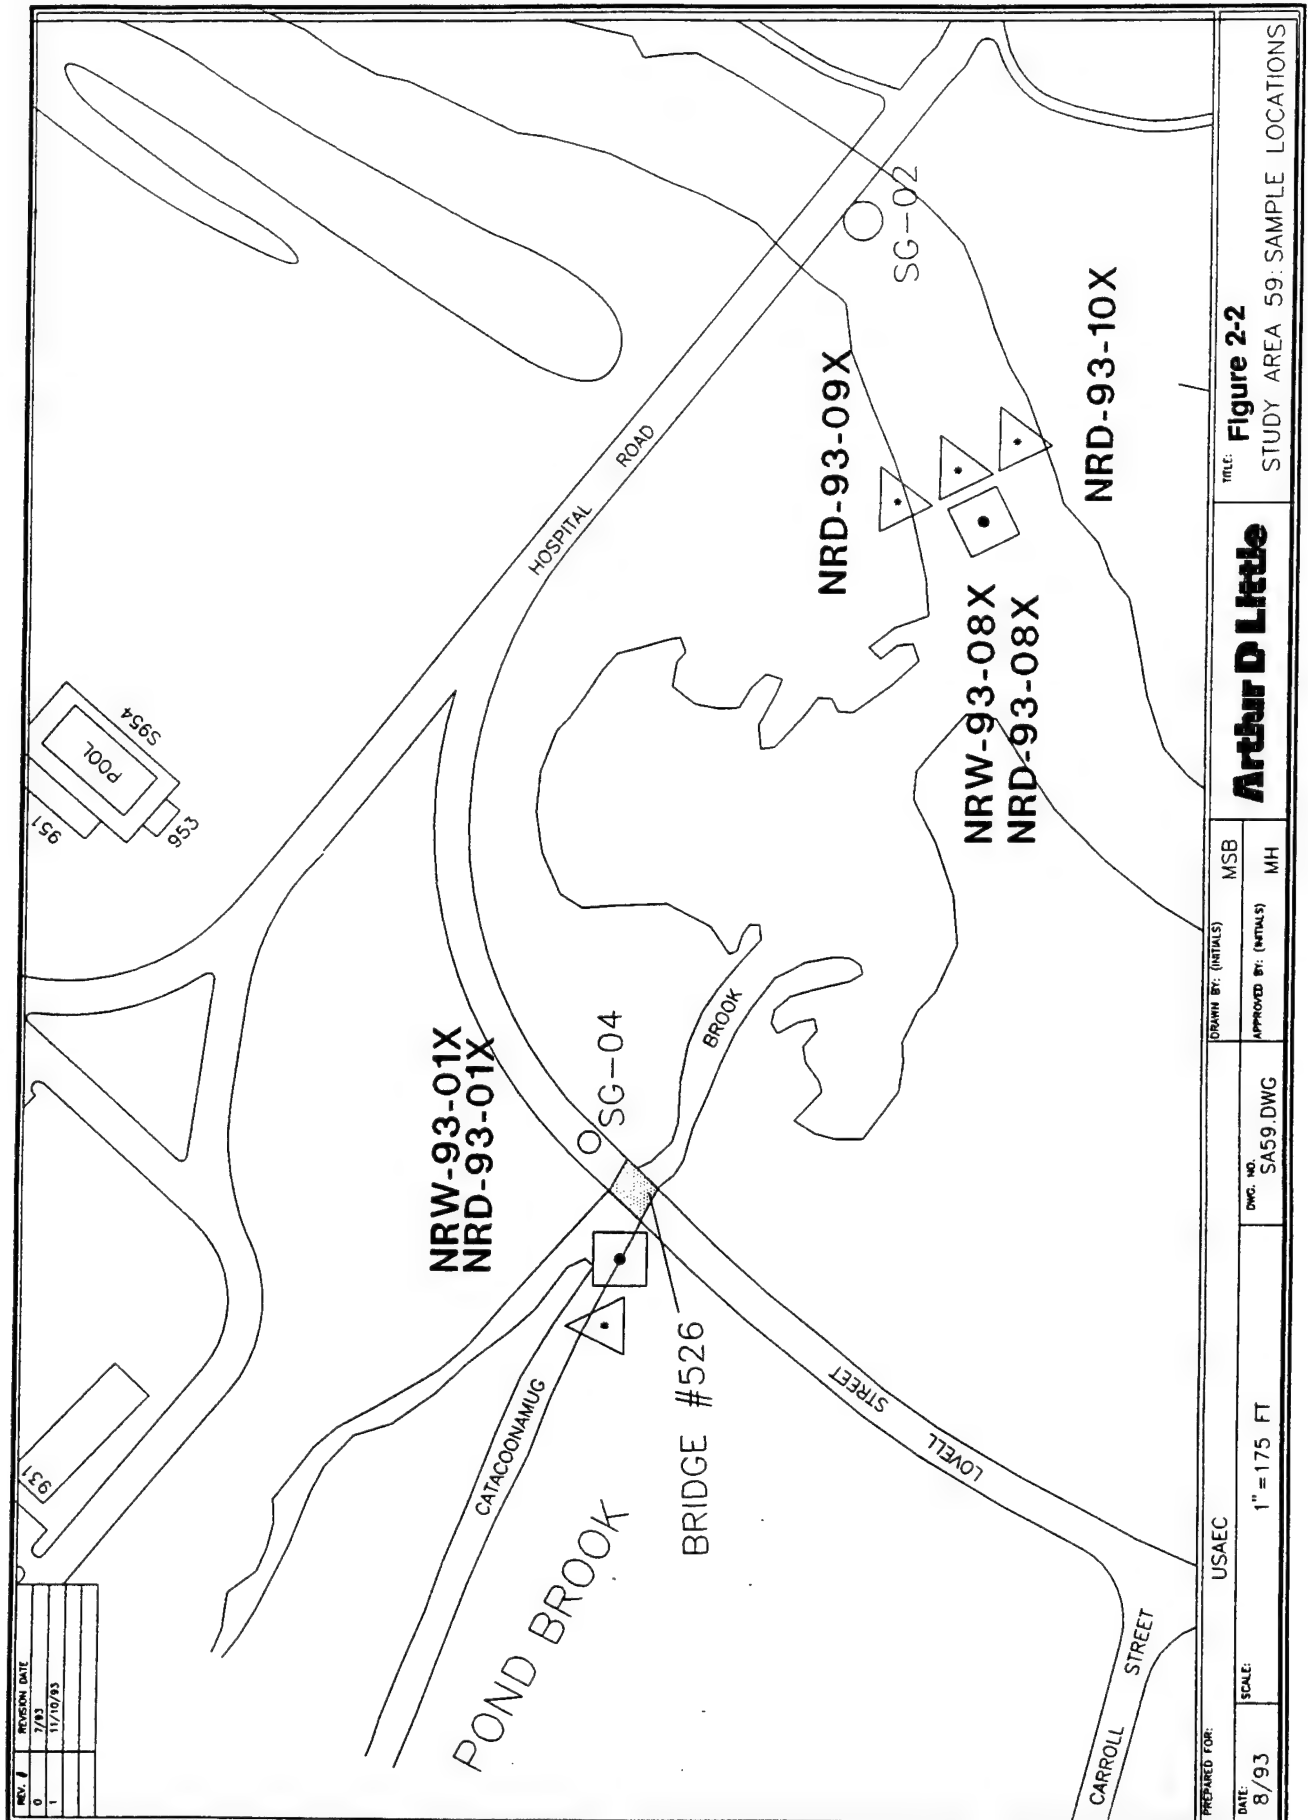 REV. # REVISION DATE
0 7/93
1 11/10/93
931
951
POOL
S954
953
HOSPITAL ROAD
SG-02
NRD-93-09X
NRD-93-10X
NRW-93-08X
NRD-93-08X
NRW-93-01X
NRD-93-01X
SG-04
BROOK
CATACOONAMUG
POND BROOK
BRIDGE #526
LOVELL STREET
CARROLL STREET
PREPARED FOR: USAEC
DATE: 8/93
SCALE: 1"=175 FT
DWG. NO. SA59.DWG
DRAWN BY: (INITIALS) MSB
APPROVED BY: (INITIALS) MH
Arthur D Little
TITLE: Figure 2-2
STUDY AREA 59: SAMPLE LOCATIONS